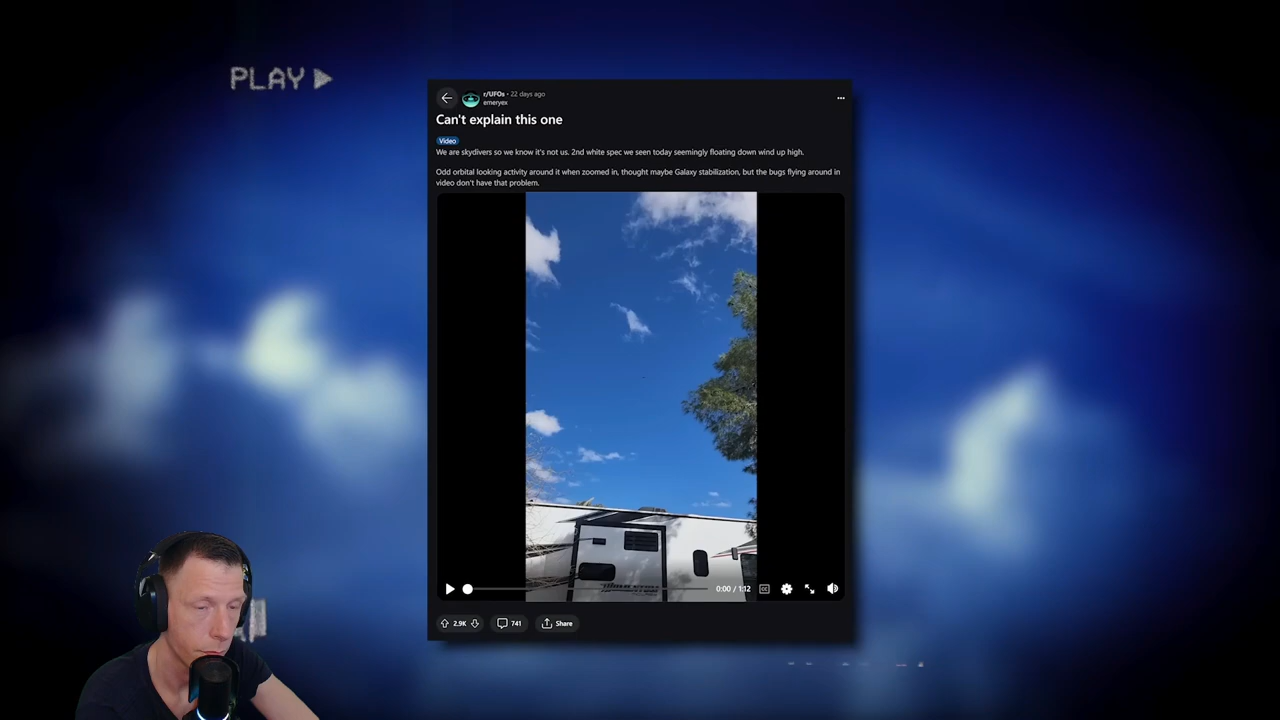 PLAY
r/UFOs • 22 days ago
emeryex
Can't explain this one
Video
We are skydivers so we know it's not us. 2nd white spec we seen today seemingly floating down wind up high.
Odd orbital looking activity around it when zoomed in, thought maybe Galaxy stabilization, but the bugs flying around in
video don't have that problem.
0:00 / 1:12
CC
2.9K
741
Share